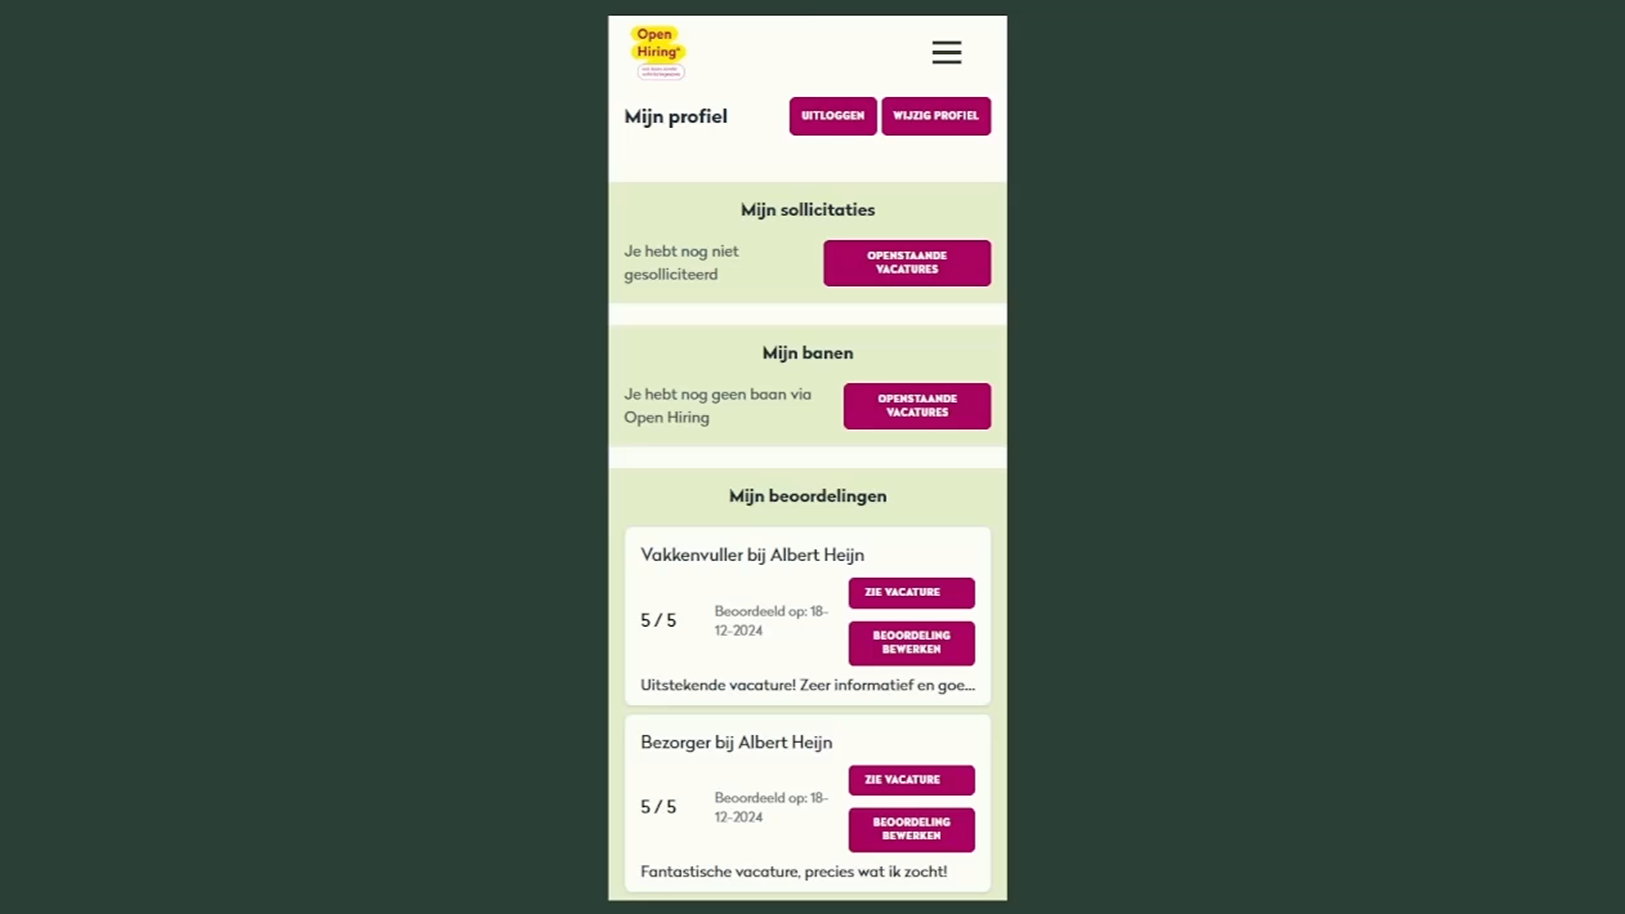 Open
Hiring®
Mijn profiel
UITLOGGEN
WIJZIG PROFIEL
Mijn sollicitaties
Je hebt nog niet
gesolliciteerd
OPENSTAANDE
VACATURES
Mijn banen
Je hebt nog geen baan via
Open Hiring
OPENSTAANDE
VACATURES
Mijn beoordelingen
Vakkenvuller bij Albert Heijn
5 / 5
Beoordeeld op: 18-
12-2024
ZIE VACATURE
BEOORDELING
BEWERKEN
Uitstekende vacature! Zeer informatief en goe...
Bezorger bij Albert Heijn
5 / 5
Beoordeeld op: 18-
12-2024
ZIE VACATURE
BEOORDELING
BEWERKEN
Fantastische vacature, precies wat ik zocht!